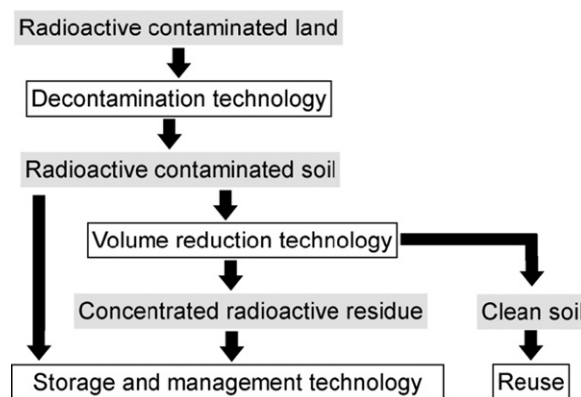 Radioactive contaminated land
Decontamination technology
Radioactive contaminated soil
Volume reduction technology
Concentrated radioactive residue
Clean soil
Storage and management technology
Reuse